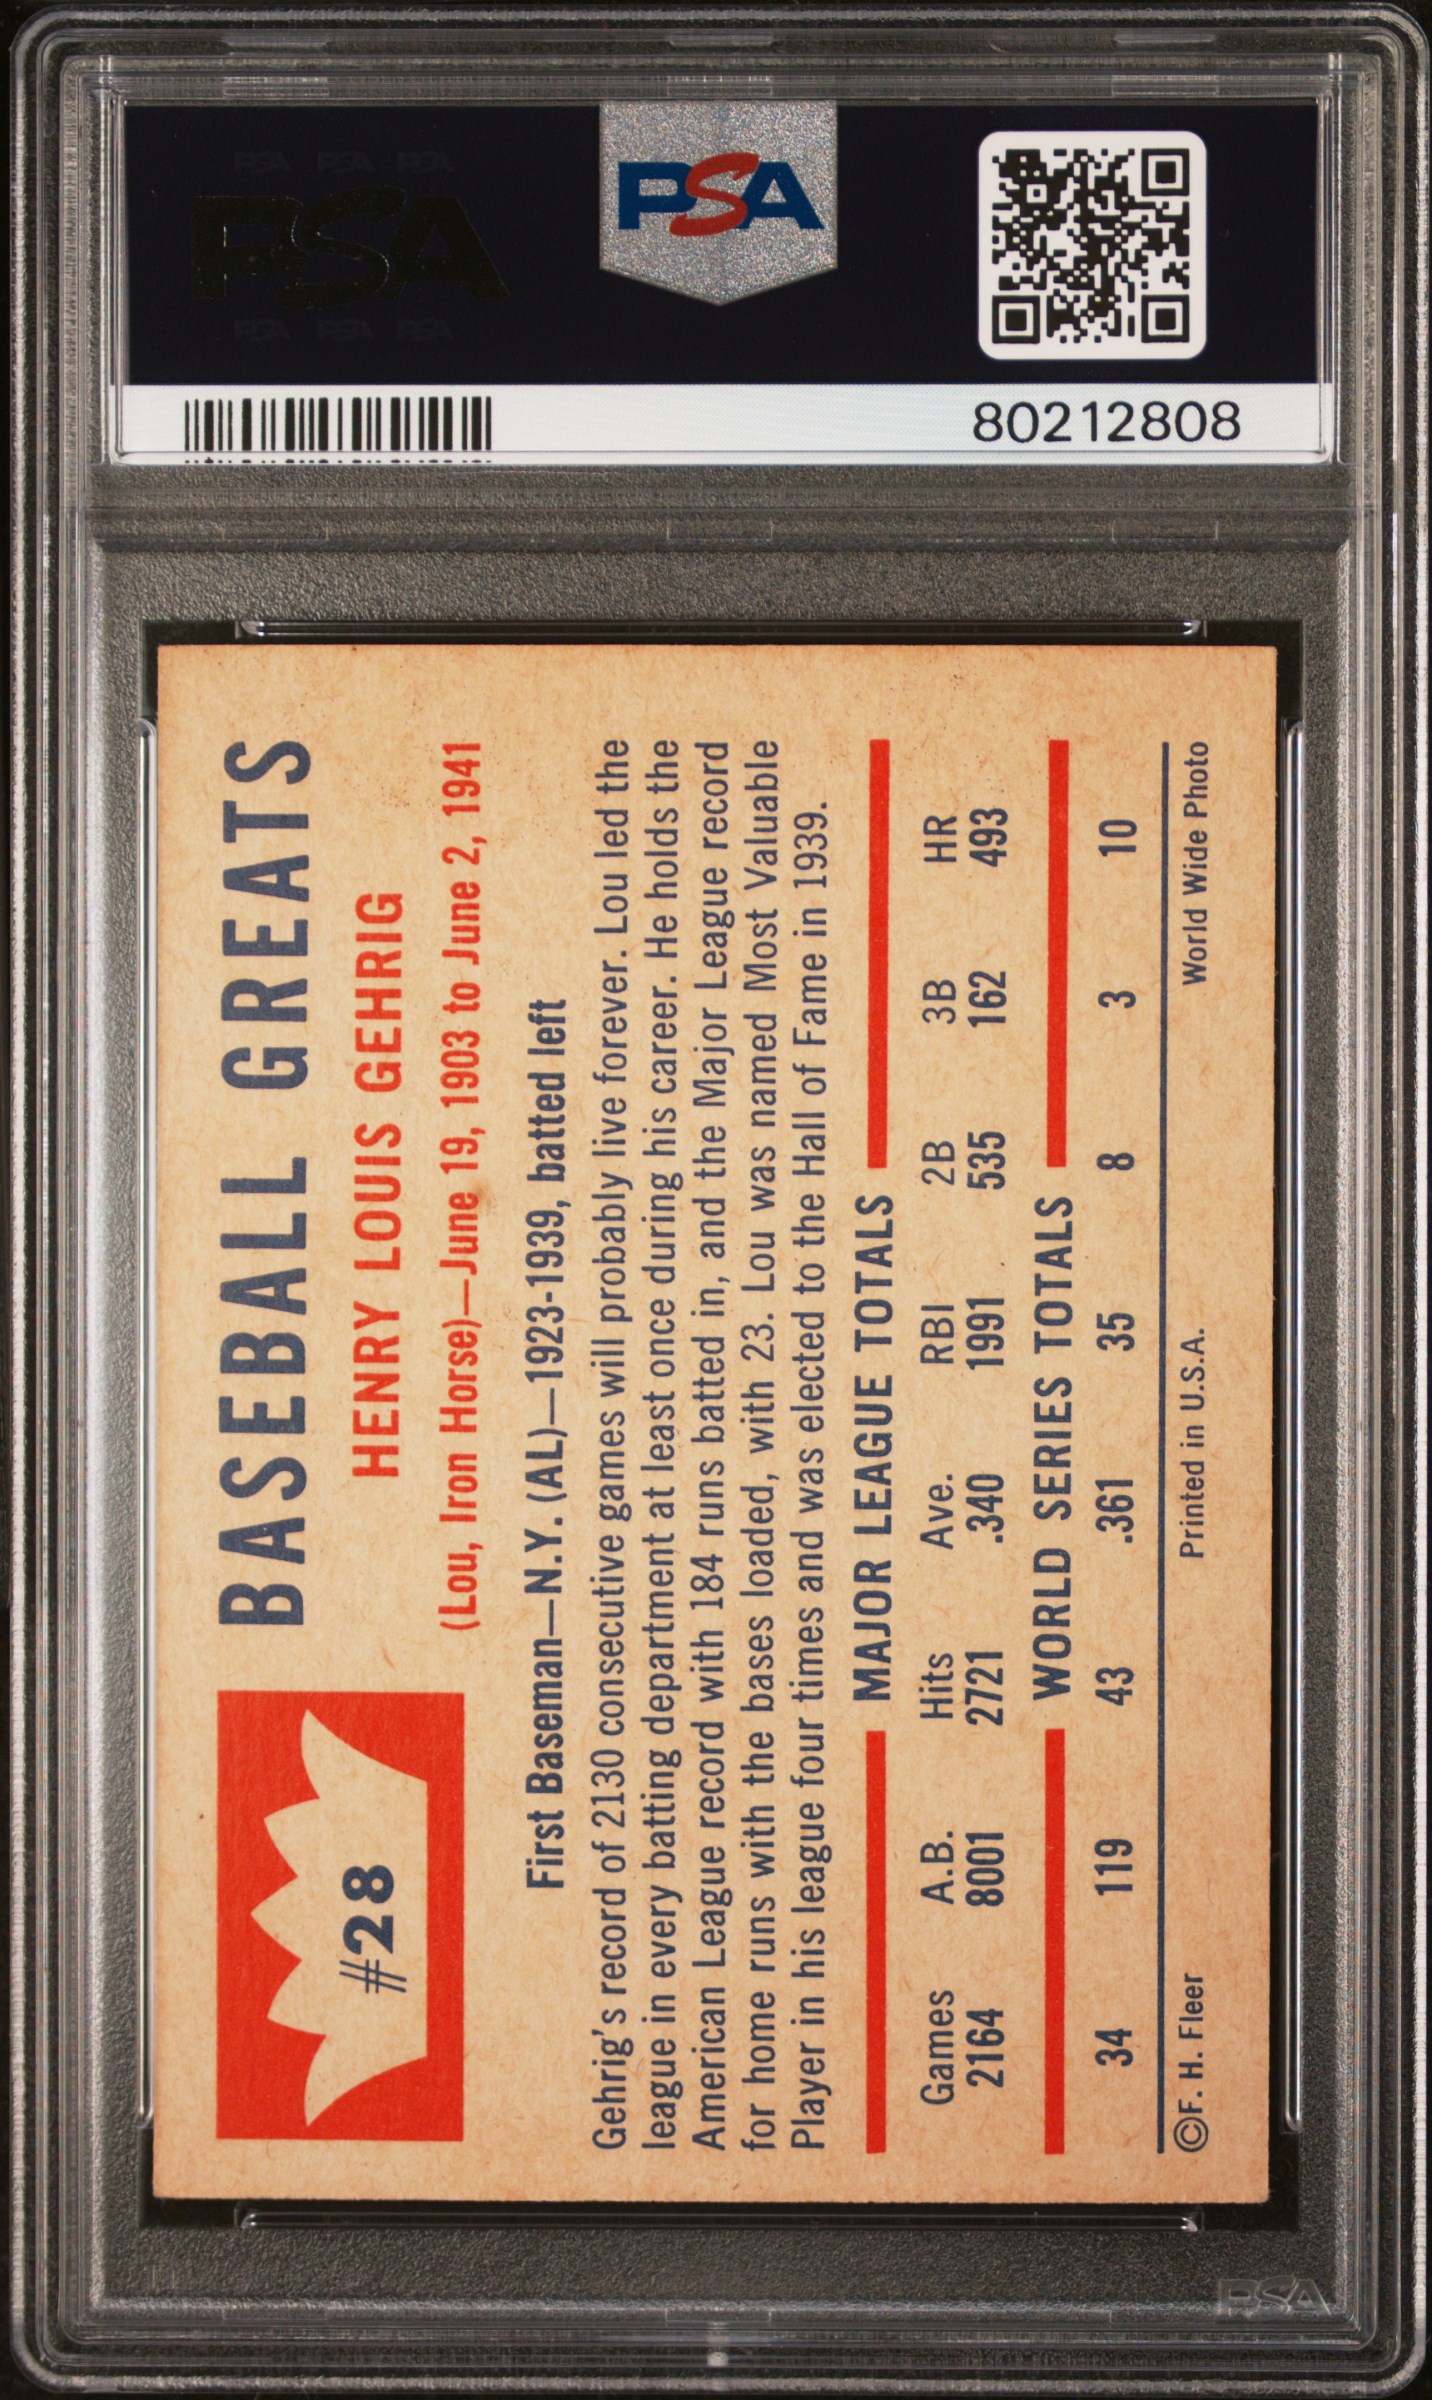 PSA PSA PSA
PSA
PSA PSA PSA
PSA
80212808
#28
BASEBALL GREATS
HENRY LOUIS GEHRIG
(Lou, Iron Horse)—June 19, 1903 to June 2, 1941
First Baseman—N.Y. (AL)—1923-1939, batted left
Gehrig's record of 2130 consecutive games will probably live forever. Lou led the
league in every batting department at least once during his career. He holds the
American League record with 184 runs batted in, and the Major League record
for home runs with the bases loaded, with 23. Lou was named Most Valuable
Player in his league four times and was elected to the Hall of Fame in 1939.
MAJOR LEAGUE TOTALS
Games A.B. Hits Ave. RBI 2B 3B HR
2164 8001 2721 .340 1991 535 162 493
WORLD SERIES TOTALS
34 119 43 .361 35 8 3 10
©F. H. Fleer Printed in U.S.A. World Wide Photo
PSA